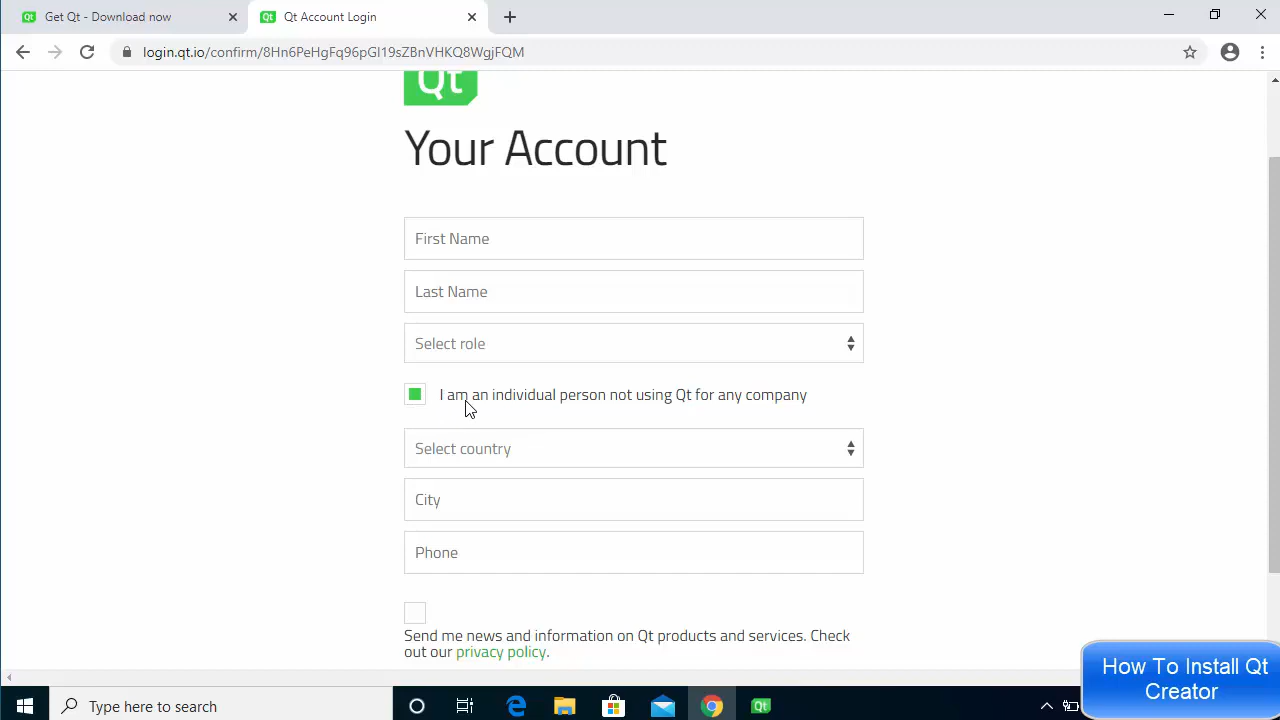 Get Qt - Download now
Qt Account Login
login.qt.io/confirm/8Hn6PeHgFq96pGl19sZBnVHKQ8WgjFQM
Qt
Your Account
First Name
Last Name
Select role
I am an individual person not using Qt for any company
Select country
City
Phone
Send me news and information on Qt products and services. Check
out our privacy policy.
How To Install Qt
Creator
Type here to search
Qt